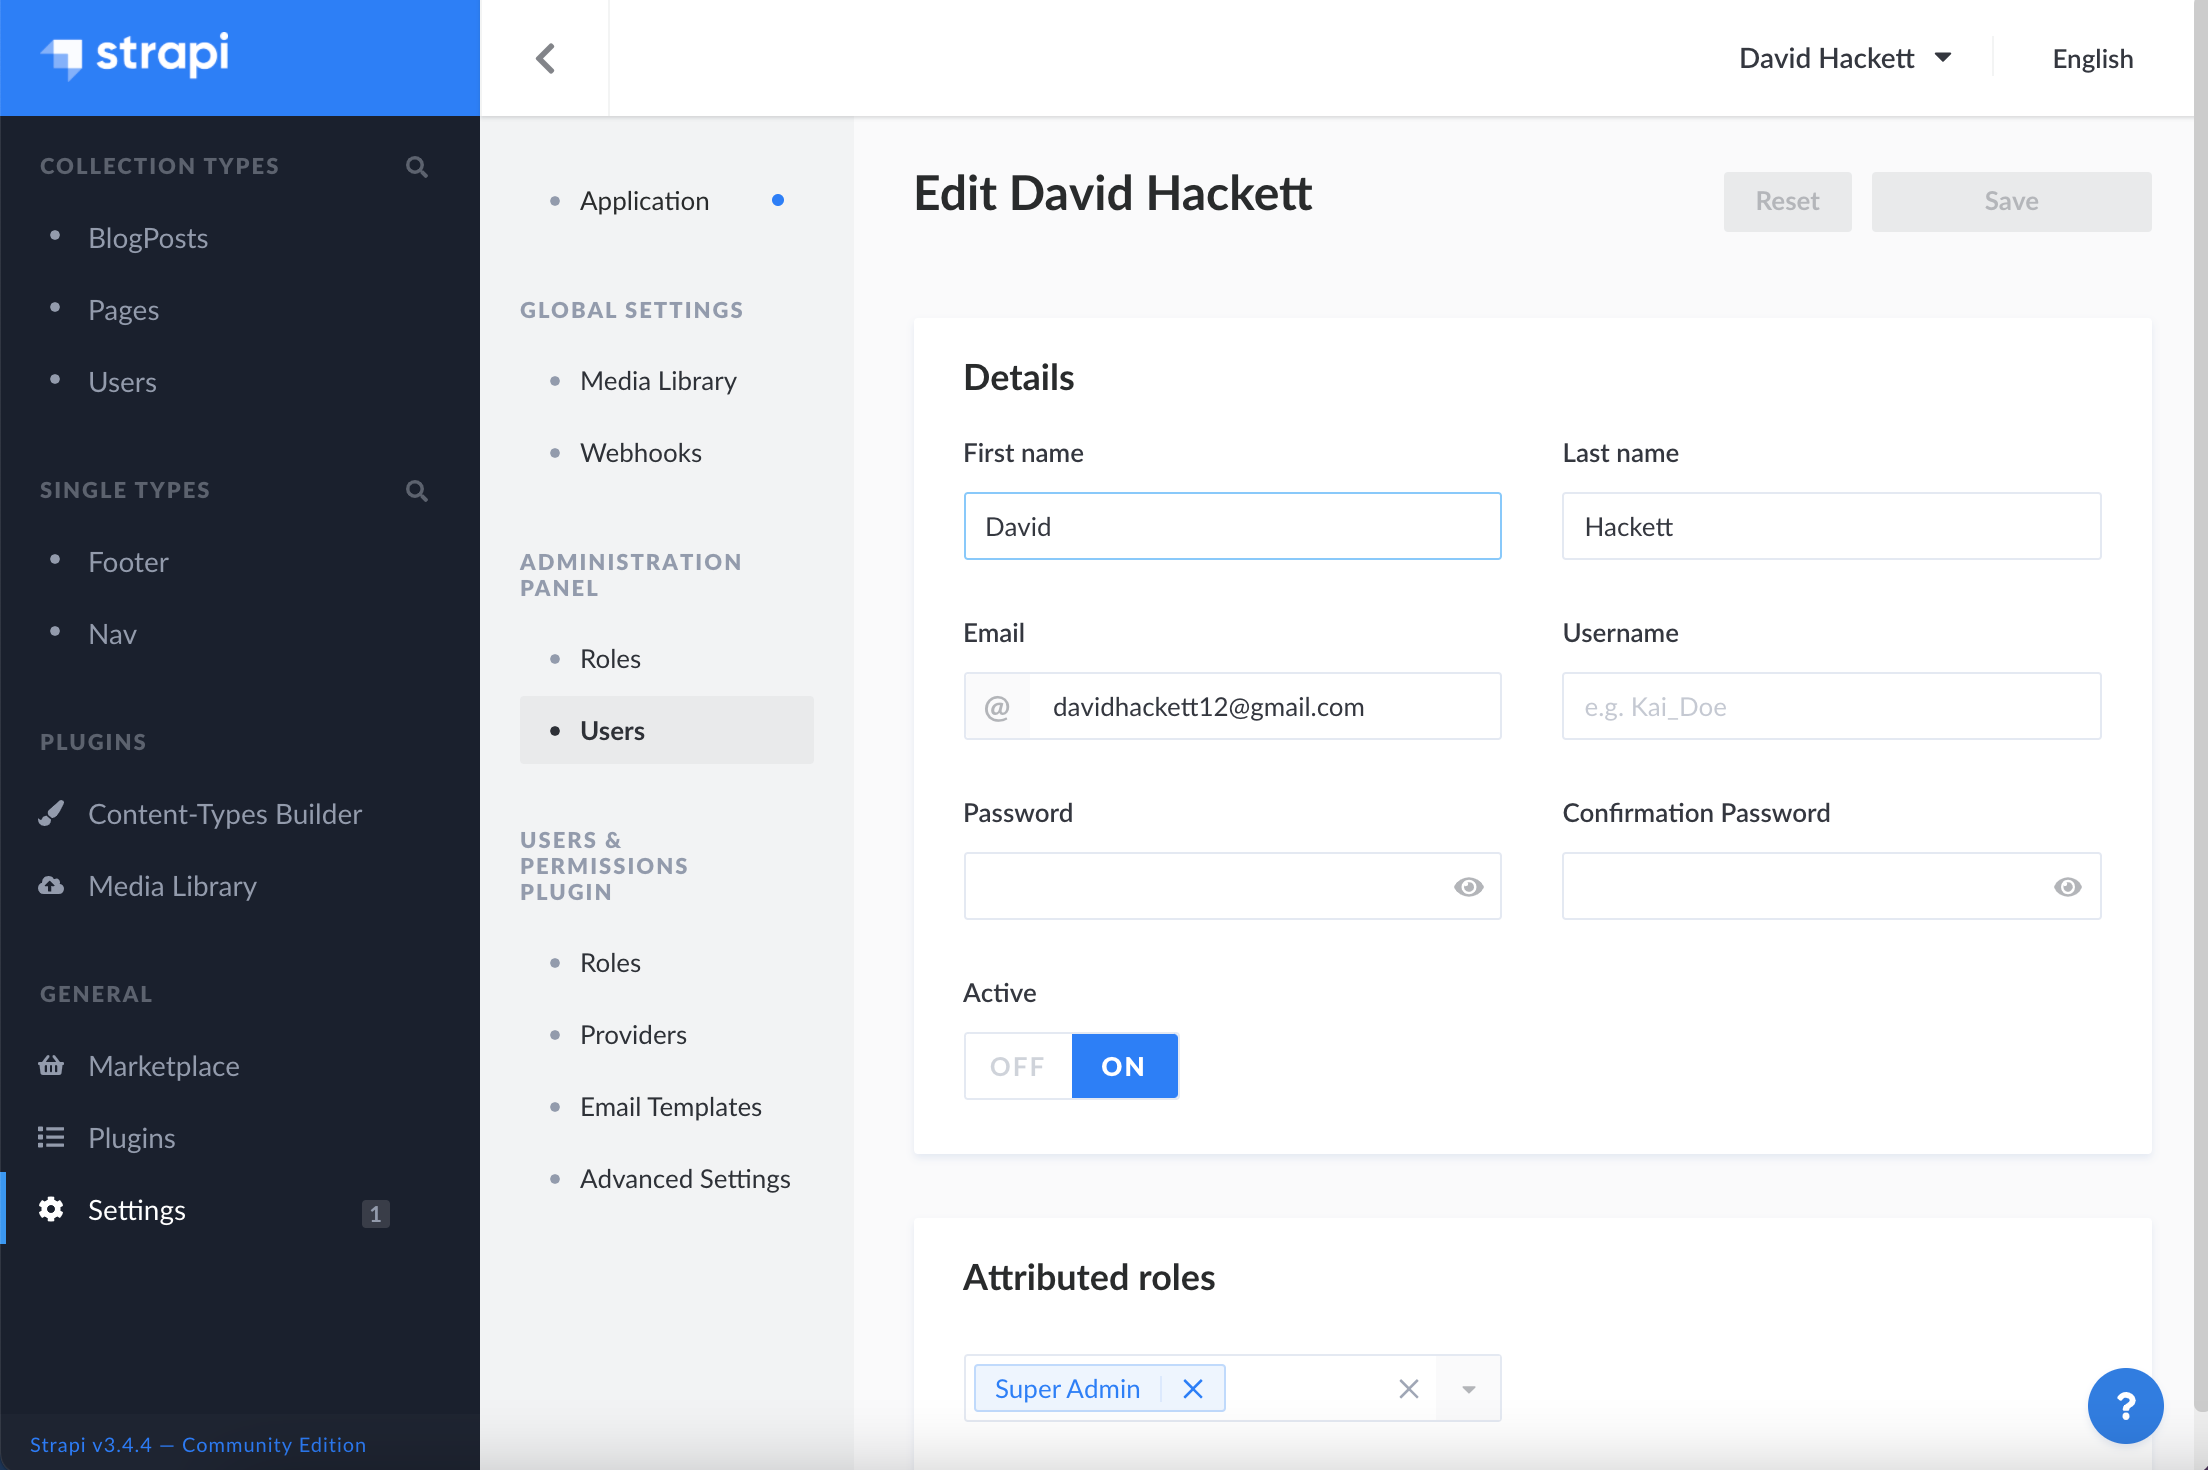 strapi
COLLECTION TYPES
BlogPosts
Pages
Users
SINGLE TYPES
Footer
Nav
PLUGINS
Content-Types Builder
Media Library
GENERAL
Marketplace
Plugins
Settings
1
Strapi v3.4.4 — Community Edition
David Hackett
English
Application
GLOBAL SETTINGS
Media Library
Webhooks
ADMINISTRATION
PANEL
Roles
Users
USERS &
PERMISSIONS
PLUGIN
Roles
Providers
Email Templates
Advanced Settings
Edit David Hackett
Reset
Save
Details
First name
Last name
David
Hackett
Email
Username
@ davidhackett12@gmail.com
e.g. Kai_Doe
Password
Confirmation Password
Active
OFF ON
Attributed roles
Super Admin
?